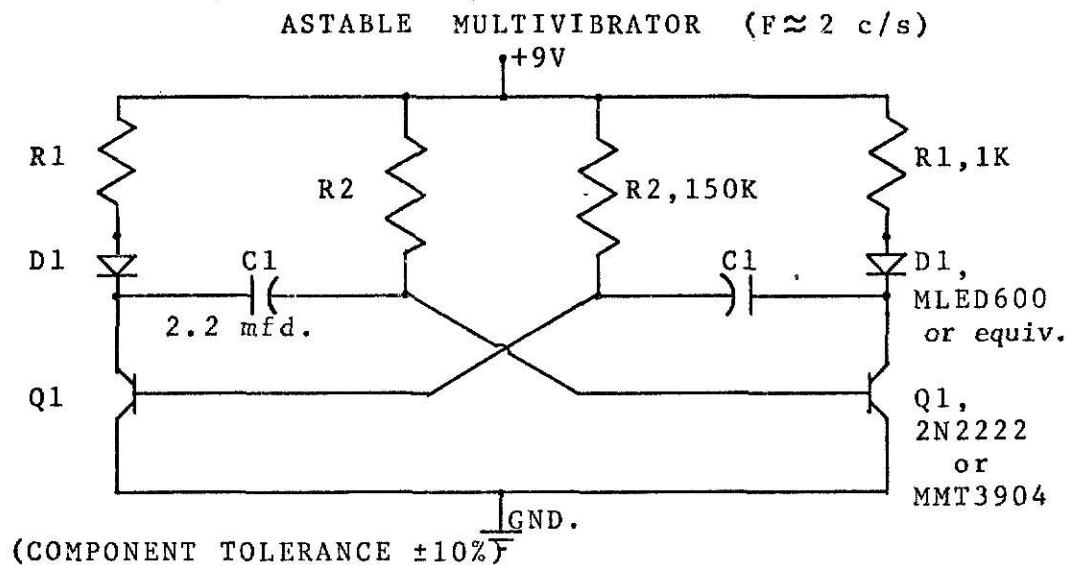 ASTABLE MULTIVIBRATOR (F≈2 c/s)
+9V
R1
R2
R2,150K
R1,1K
D1
C1
2.2 mfd.
C1
D1,
MLED600
or equiv.
Q1
Q1,
2N2222
or
MMT3904
GND.
(COMPONENT TOLERANCE ±10%)